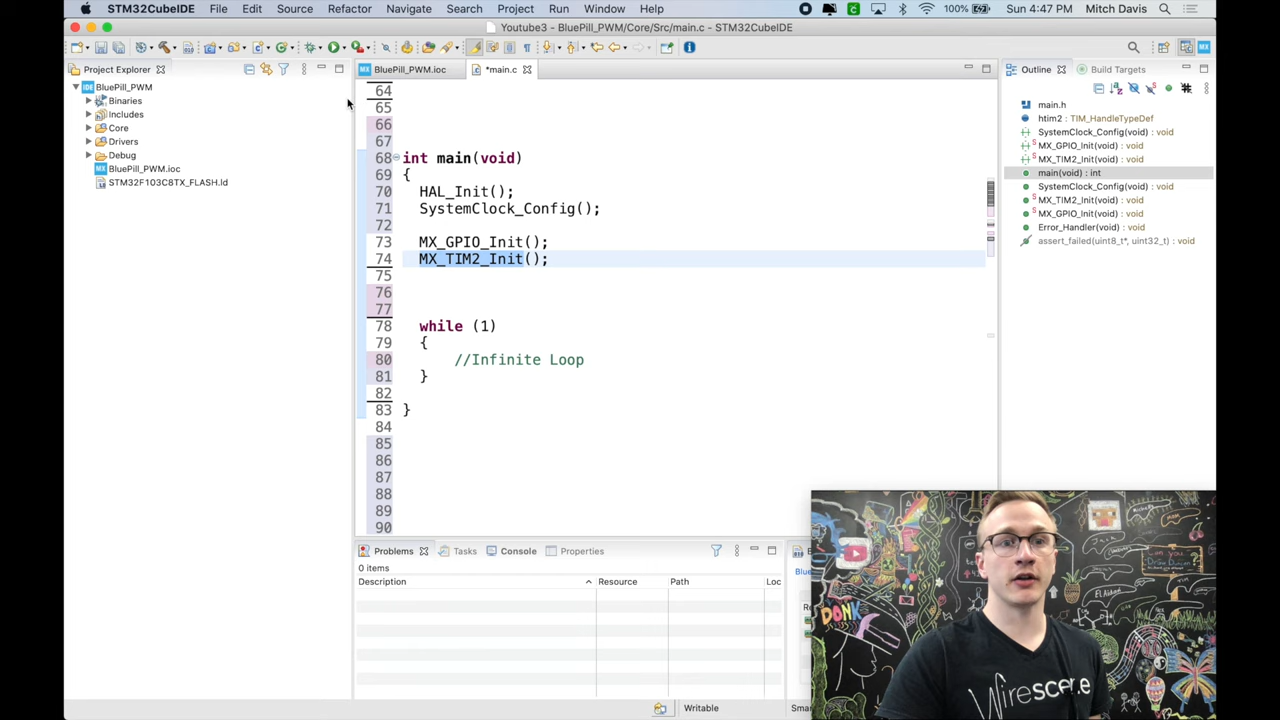 STM32CubeIDE File Edit Source Refactor Navigate Search Project Run Window Help 100% Sun 4:47 PM Mitch Davis
Youtube3 - BluePill_PWM/Core/Src/main.c - STM32CubeIDE
Project Explorer
BluePill_PWM
Binaries
Includes
Core
Drivers
Debug
BluePill_PWM.ioc
STM32F103C8TX_FLASH.ld
BluePill_PWM.ioc *main.c
64
65
66
67
68 int main(void)
69 {
70 HAL_Init();
71 SystemClock_Config();
72
73 MX_GPIO_Init();
74 MX_TIM2_Init();
75
76
77
78 while (1)
79 {
80 //Infinite Loop
81 }
82
83 }
84
85
86
87
88
89
90
Outline Build Targets
main.h
htim2 : TIM_HandleTypeDef
SystemClock_Config(void) : void
MX_GPIO_Init(void) : void
MX_TIM2_Init(void) : void
main(void) : int
SystemClock_Config(void) : void
MX_TIM2_Init(void) : void
MX_GPIO_Init(void) : void
Error_Handler(void) : void
assert_failed(uint8_t*, uint32_t) : void
Problems Tasks Console Properties
0 items
Description Resource Path Loc
Writable Smar
DONK
Wirescene